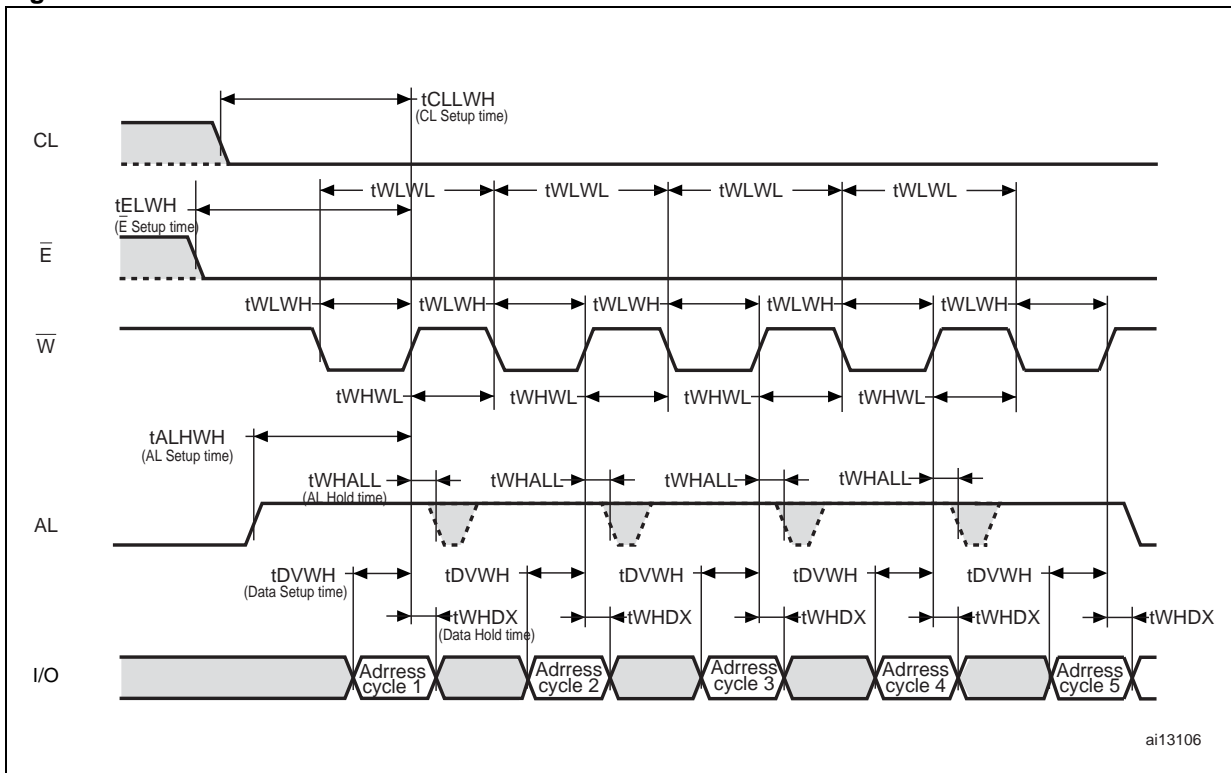 tCLLWH
(CL Setup time)
CL
tWLWL tWLWL tWLWL tWLWL
tELWH
(E Setup time)
E
tWLWH tWLWH tWLWH tWLWH tWLWH
W
tWHWL tWHWL tWHWL tWHWL
tALHWH
(AL Setup time)
tWHALL tWHALL tWHALL tWHALL
(AL Hold time)
AL
tDVWH tDVWH tDVWH tDVWH tDVWH
(Data Setup time)
tWHDX tWHDX tWHDX tWHDX tWHDX
(Data Hold time)
I/O
Adrress Adrress Adrress Adrress Adrress
cycle 1 cycle 2 cycle 3 cycle 4 cycle 5
ai13106